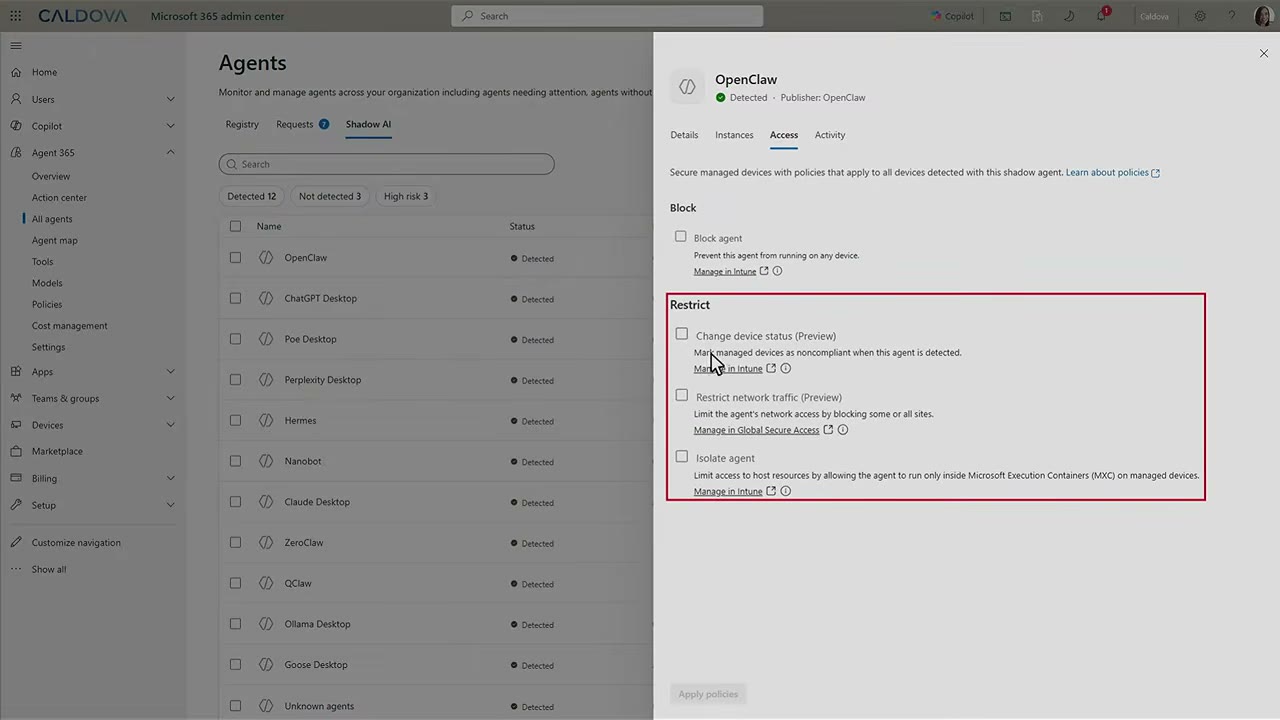 CALDOVA
Microsoft 365 admin center
Search
Copilot
1
Caldova
?
Home
Users
Copilot
Agent 365
Overview
Action center
All agents
Agent map
Tools
Models
Policies
Cost management
Settings
Apps
Teams & groups
Devices
Marketplace
Billing
Setup
Customize navigation
Show all
Agents
Monitor and manage agents across your organization including agents needing attention, agents without
Registry Requests 7 Shadow AI
Search
Detected 12 Not detected 3 High risk 3
Name Status
OpenClaw Detected
ChatGPT Desktop Detected
Poe Desktop Detected
Perplexity Desktop Detected
Hermes Detected
Nanobot Detected
Claude Desktop Detected
ZeroClaw Detected
QClaw Detected
Ollama Desktop Detected
Goose Desktop Detected
Unknown agents Detected
OpenClaw
Detected · Publisher: OpenClaw
Details Instances Access Activity
Secure managed devices with policies that apply to all devices detected with this shadow agent. Learn about policies
Block
Block agent
Prevent this agent from running on any device.
Manage in Intune
Restrict
Change device status (Preview)
Mark managed devices as noncompliant when this agent is detected.
Manage in Intune
Restrict network traffic (Preview)
Limit the agent's network access by blocking some or all sites.
Manage in Global Secure Access
Isolate agent
Limit access to host resources by allowing the agent to run only inside Microsoft Execution Containers (MXC) on managed devices.
Manage in Intune
Apply policies